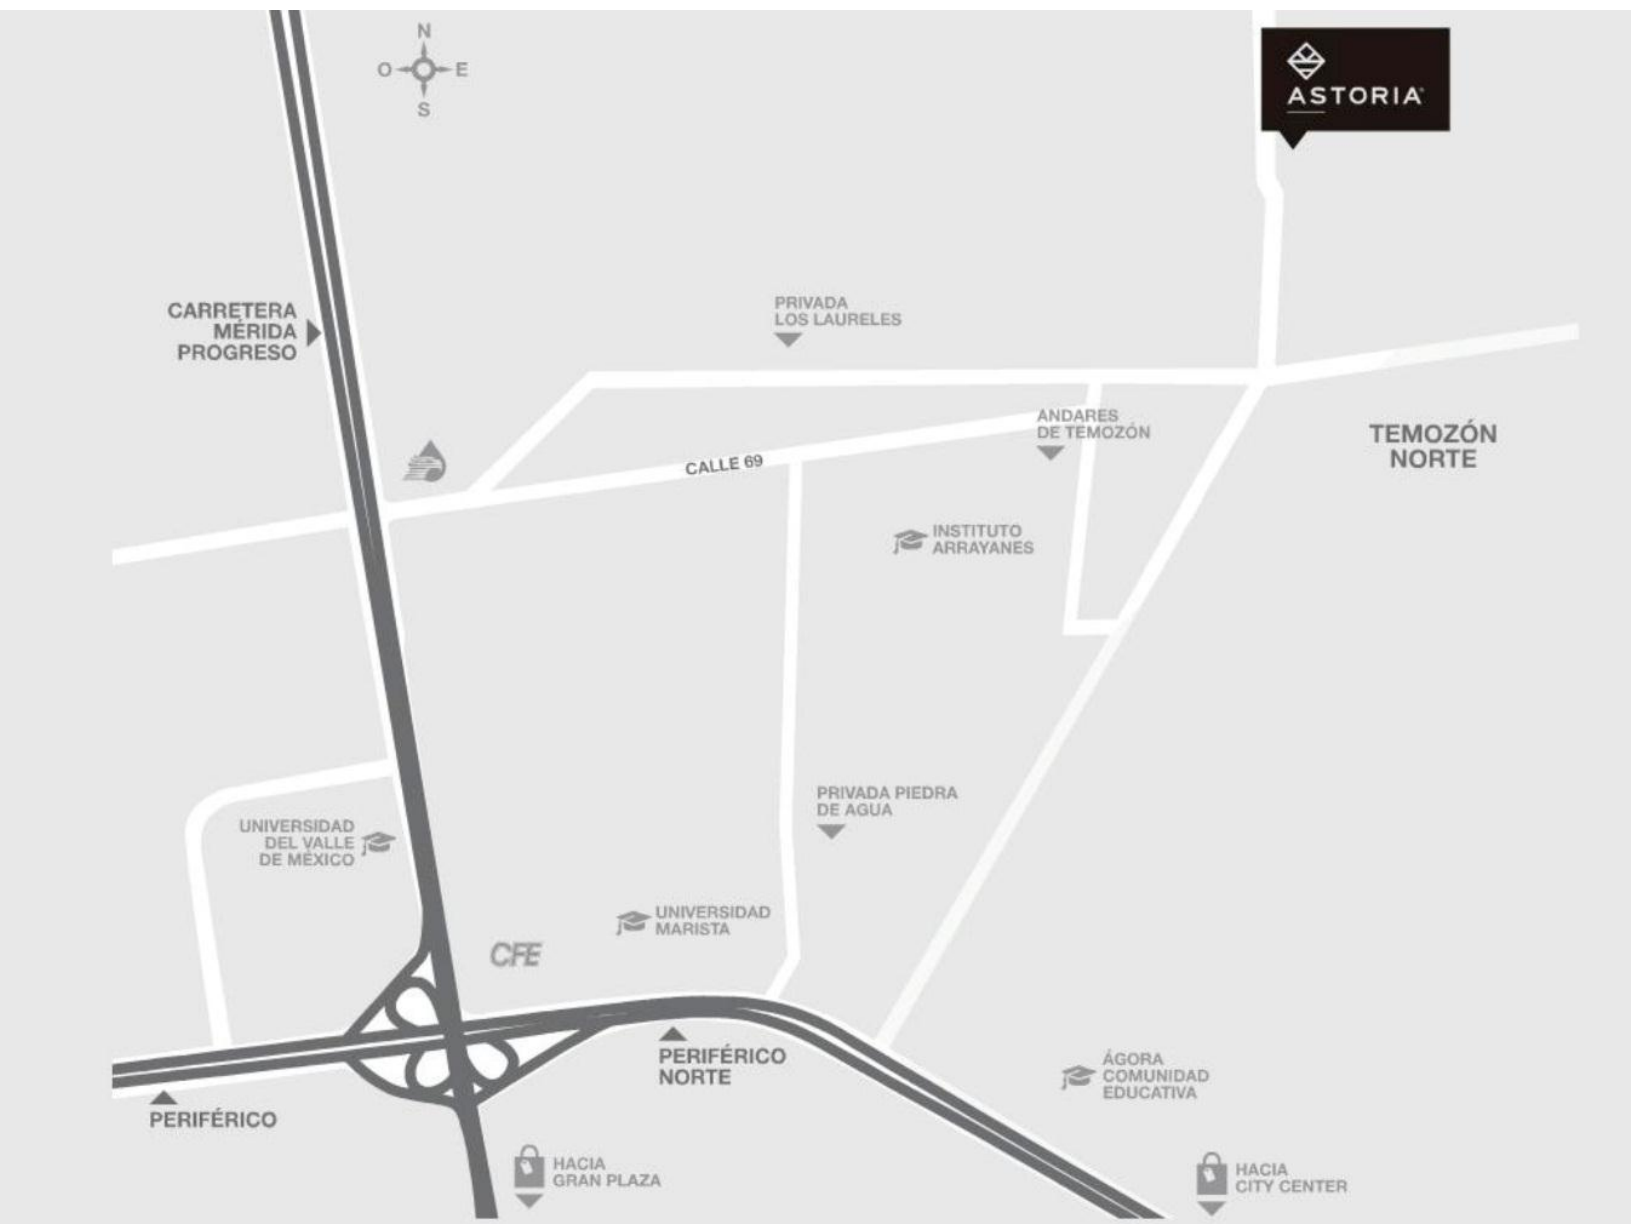 N
O E
S
ASTORIA
CARRETERA
MÉRIDA
PROGRESO
PRIVADA
LOS LAURELES
ANDARES
DE TEMOZÓN
TEMOZÓN
NORTE
CALLE 69
INSTITUTO
ARRAYANES
PRIVADA PIEDRA
DE AGUA
UNIVERSIDAD
DEL VALLE
DE MÉXICO
UNIVERSIDAD
MARISTA
CFE
PERIFÉRICO
NORTE
ÁGORA
COMUNIDAD
EDUCATIVA
PERIFÉRICO
HACIA
GRAN PLAZA
HACIA
CITY CENTER